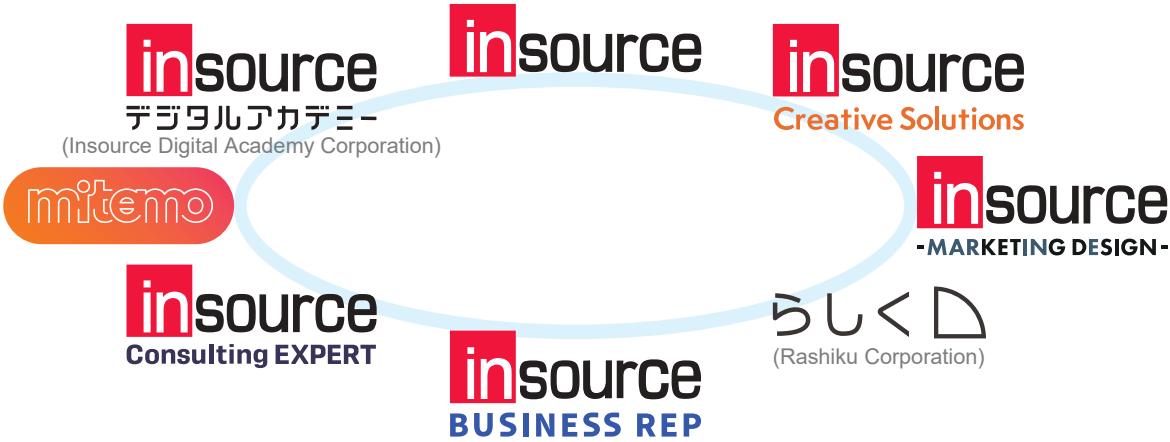 insource
デジタルアカデミー
(Insource Digital Academy Corporation)
insource
insource
Creative Solutions
mitemo
insource
-MARKETING DESIGN-
insource
Consulting EXPERT
insource
BUSINESS REP
らしく
(Rashiku Corporation)